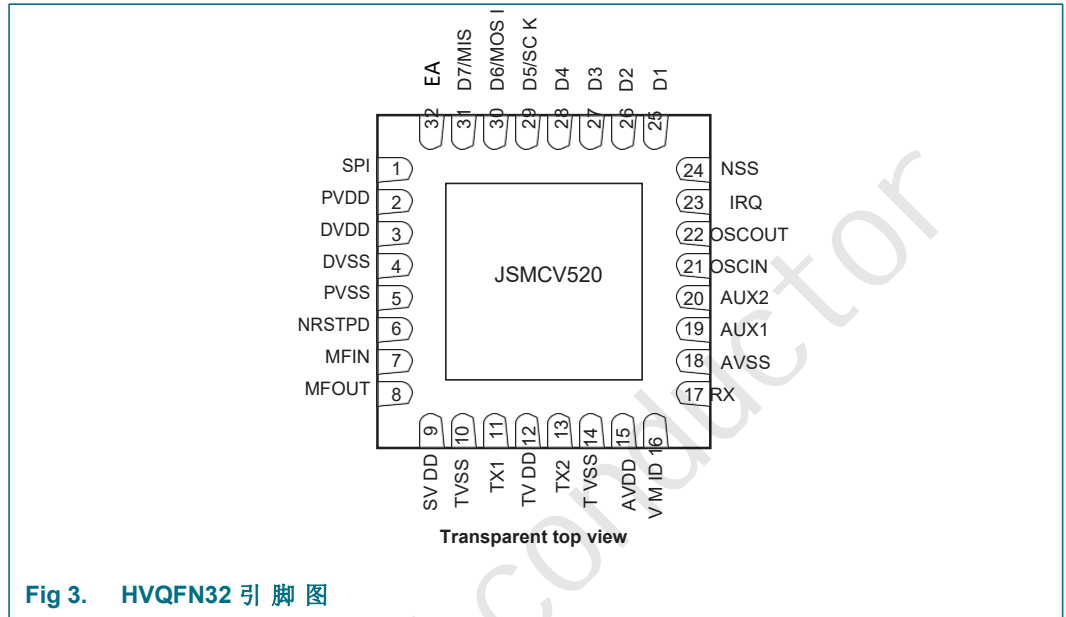 EA
D7/MIS
D6/MOS I
D5/SC K
D4
D3
D2
D1
32
31
30
29
28
27
26
25
SPI 1
PVDD 2
DVDD 3
DVSS 4
PVSS 5
NRSTPD 6
MFIN 7
MFOUT 8
JSMCV520
24 NSS
23 IRQ
22 OSCOUT
21 OSCIN
20 AUX2
19 AUX1
18 AVSS
17 RX
9
10
11
12
13
14
15
16
SV DD
TVSS
TX1
TV DD
TX2
T VSS
AVDD
V M ID
Transparent top view
conductor
Fig 3. HVQFN32 引 脚 图